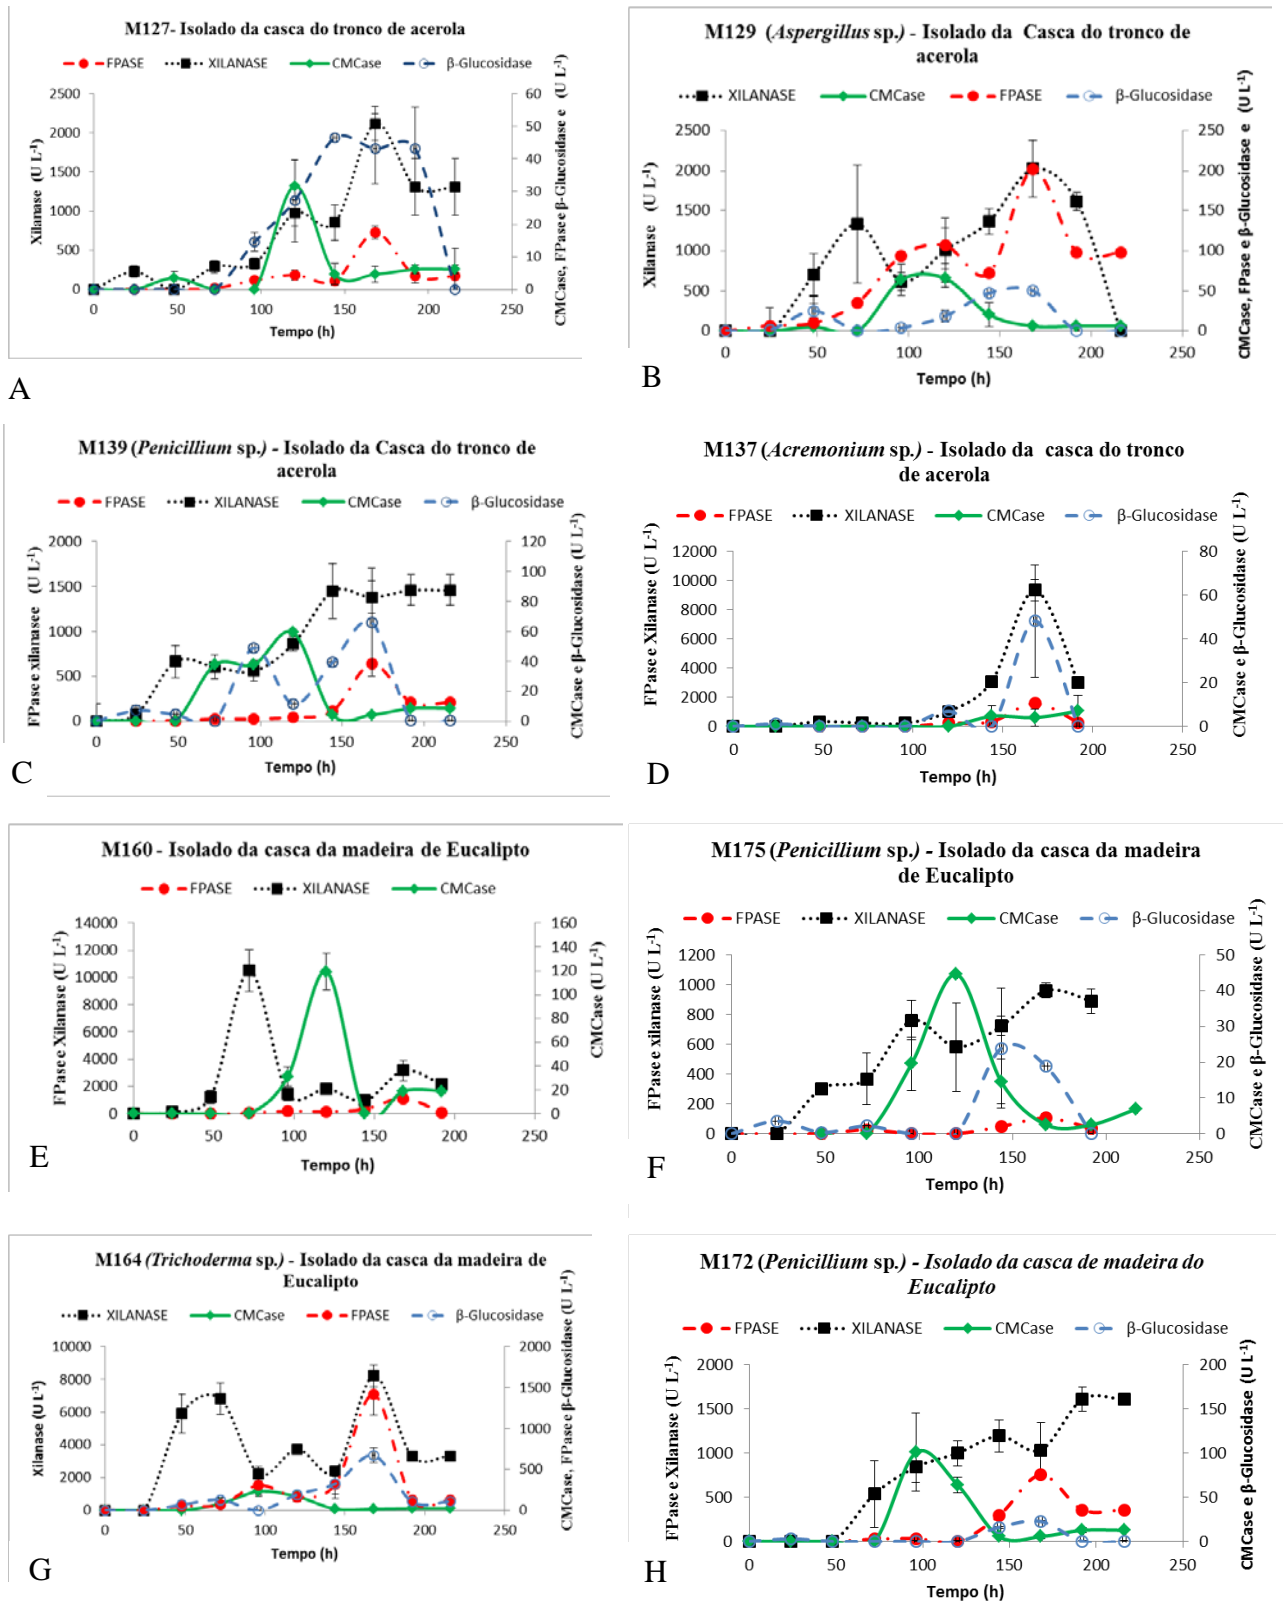 M127- Isolado da casca do tronco de acerola
FPASE XILANASE CMCase β-Glucosidase
Xilanase (U L-1)
2500
2000
1500
1000
500
0
CMCase, FPase e β-Glucosidase e (U L-1)
60
50
40
30
20
10
0
0 50 100 150 200 250
Tempo (h)
A
M129 (Aspergillus sp.) - Isolado da Casca do tronco de
acerola
XILANASE CMCase FPASE β-Glucosidase
Xilanase (U L-1)
2500
2000
1500
1000
500
0
CMCase, FPase e β-Glucosidase e (U L-1)
250
200
150
100
50
0
0 50 100 150 200 250
Tempo (h)
B
M139 (Penicillium sp.) - Isolado da Casca do tronco de
acerola
FPASE XILANASE CMCase β-Glucosidase
FPase e xilanasee (U L-1)
2000
1500
1000
500
0
CMCase e β-Glucosidase (U L-1)
120
100
80
60
40
20
0
0 50 100 150 200 250
Tempo (h)
C
M137 (Acremonium sp.) - Isolado da casca do tronco
de acerola
FPASE XILANASE CMCase β-Glucosidase
FPase e Xilanase (U L-1)
12000
10000
8000
6000
4000
2000
0
CMCase e β-Glucosidase (U L-1)
80
60
40
20
0
0 50 100 150 200 250
Tempo (h)
D
M160 - Isolado da casca da madeira de Eucalipto
FPASE XILANASE CMCase
FPase e Xilanase (U L-1)
14000
12000
10000
8000
6000
4000
2000
0
CMCase (U L-1)
160
140
120
100
80
60
40
20
0
0 50 100 150 200 250
Tempo (h)
E
M175 (Penicillium sp.) - Isolado da casca da madeira
de Eucalipto
FPASE XILANASE CMCase β-Glucosidase
FPase e xilanase (U L-1)
1200
1000
800
600
400
200
0
CMCase e β-Glucosidase (U L-1)
50
40
30
20
10
0
0 50 100 150 200 250
Tempo (h)
F
M164 (Trichoderma sp.) - Isolado da casca da madeira de
Eucalipto
XILANASE CMCase FPASE β-Glucosidase
Xilanase (U L-1)
10000
8000
6000
4000
2000
0
CMCase, FPase e β-Glucosidase (U L-1)
2000
1500
1000
500
0
0 50 100 150 200 250
Tempo (h)
G
M172 (Penicillium sp.) - Isolado da casca de madeira do
Eucalipto
FPASE XILANASE CMCase β-Glucosidase
FPase e Xilanase (U L-1)
2000
1500
1000
500
0
CMCase e β-Glucosidase (U L-1)
200
150
100
50
0
0 50 100 150 200 250
Tempo (h)
H